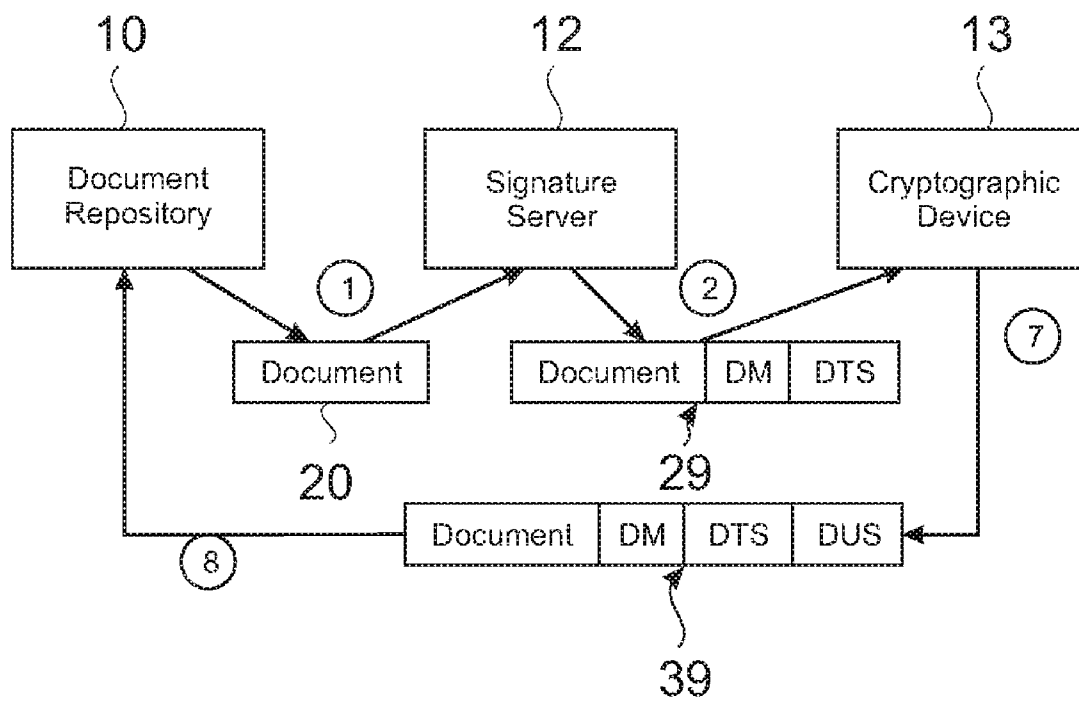 10
12
13
Document
Repository
Signature
Server
Cryptographic
Device
1
2
7
Document
Document DM DTS
20
29
Document DM DTS DUS
8
39